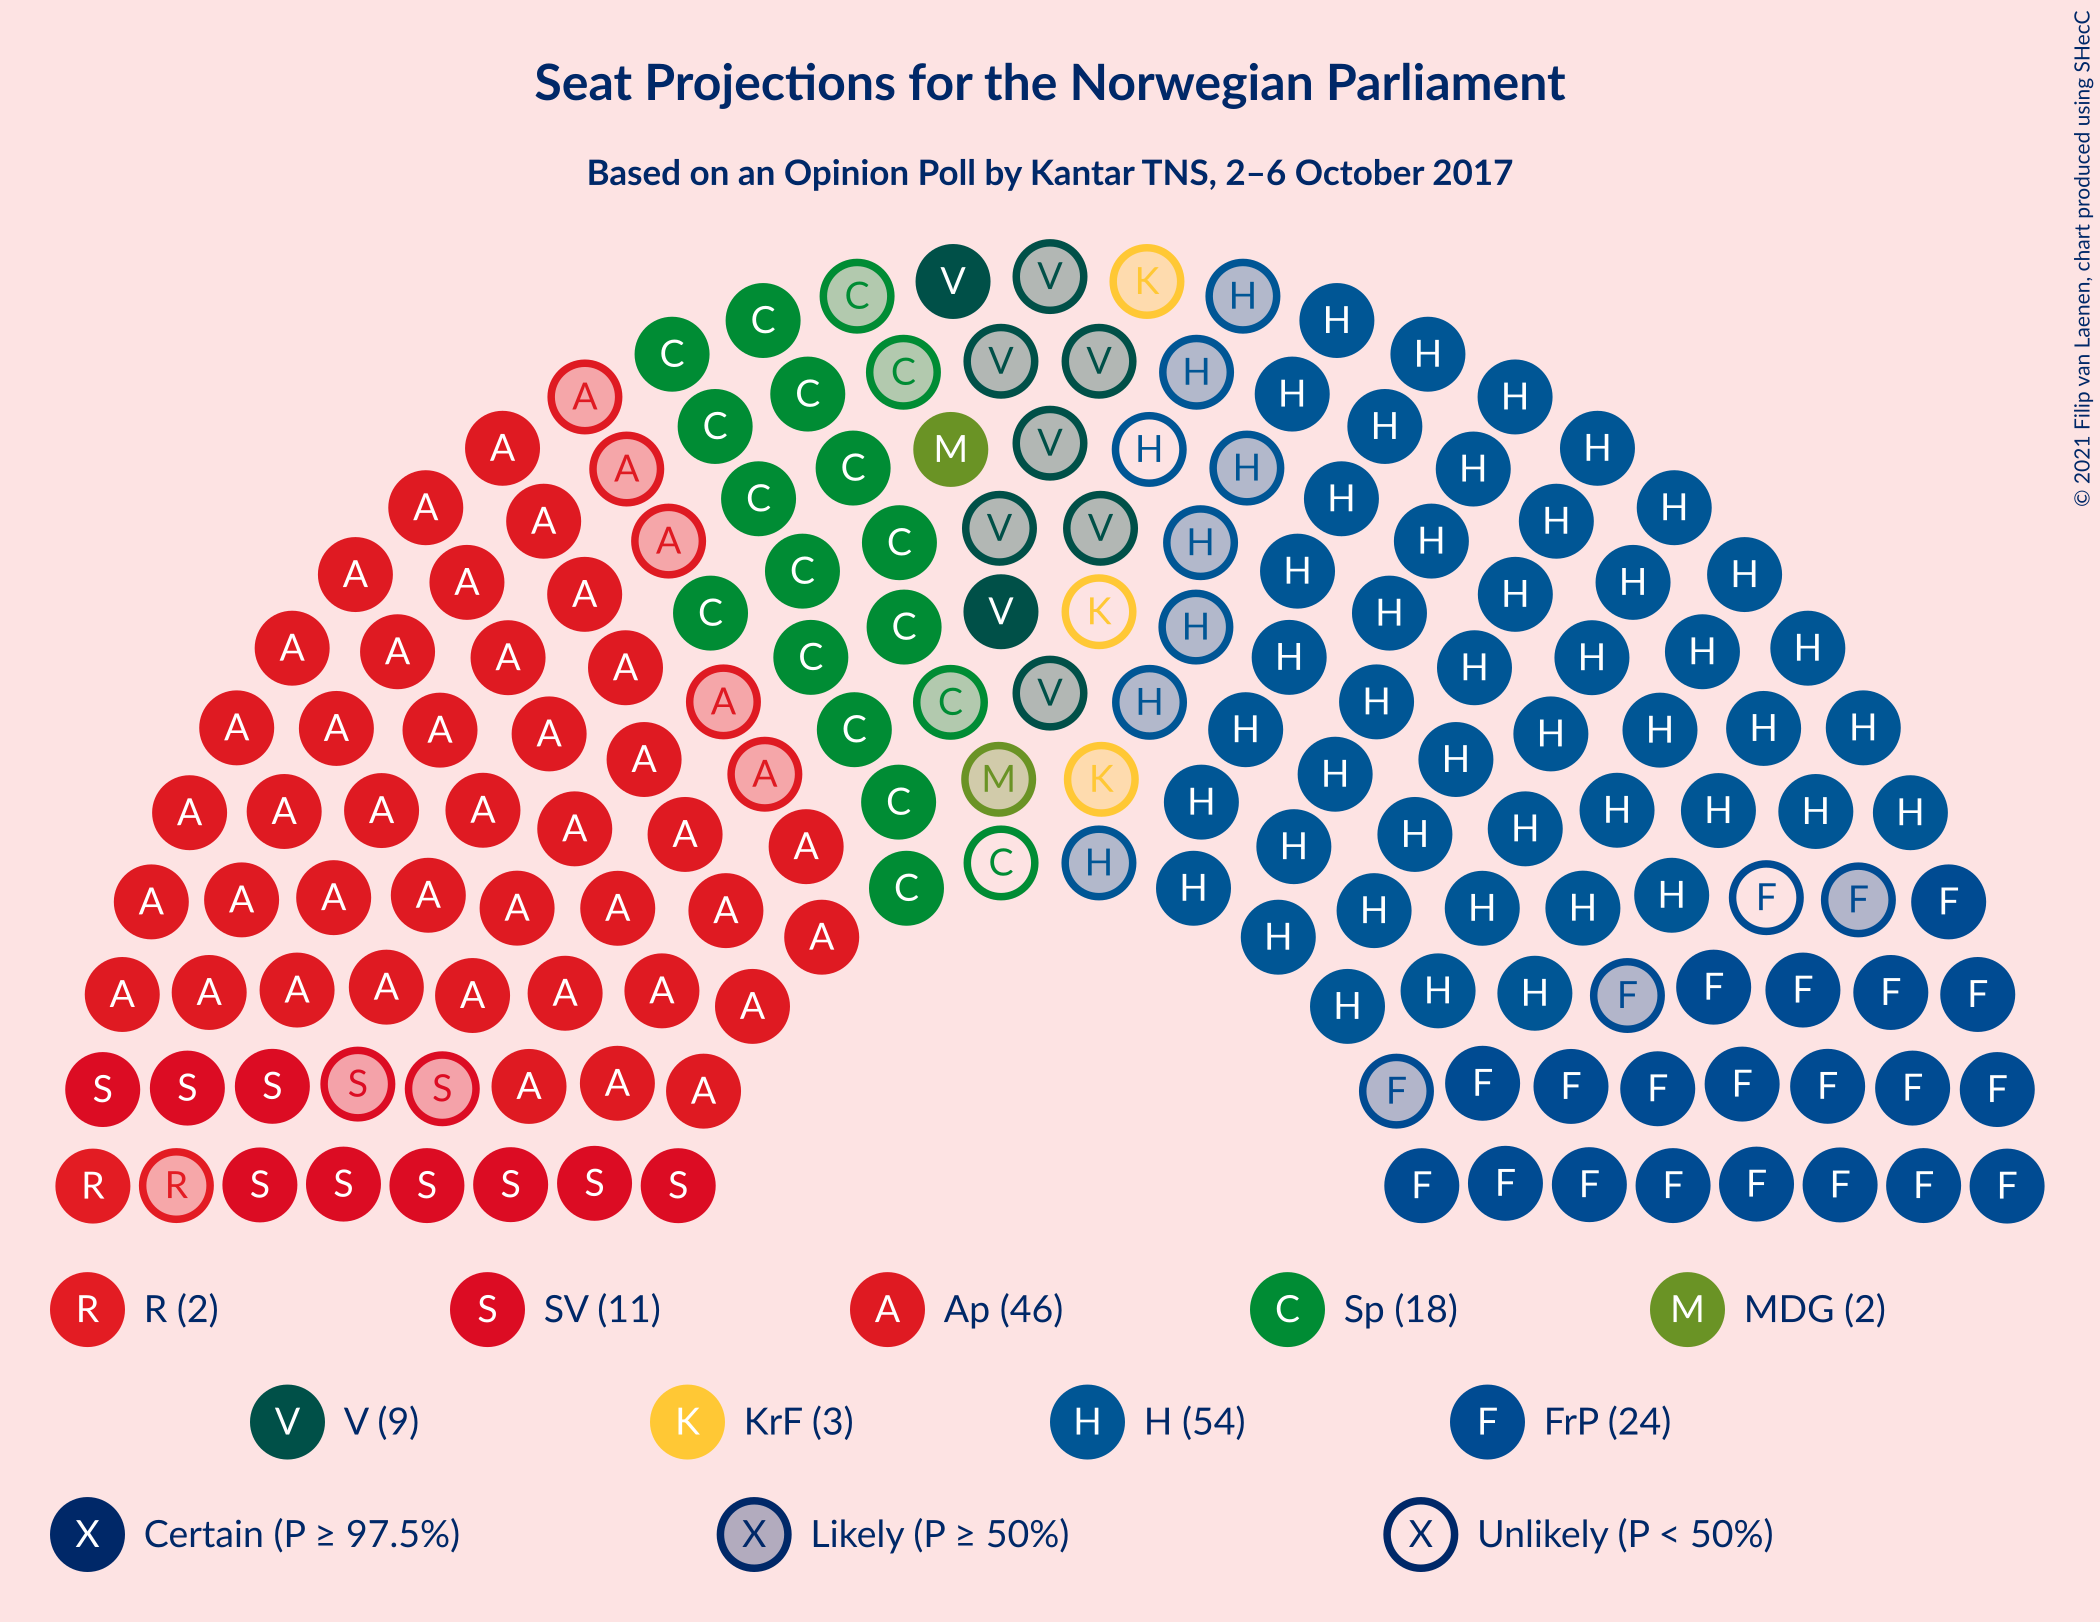 Seat Projections for the Norwegian Parliament
Based on an Opinion Poll by Kantar TNS, 2–6 October 2017
© 2021 Filip van Laenen, chart produced using SHecC
C V V K H
C C H H
A C V V H H
C C H H
A A C M V H H H H
A C C H H
A A C V V H H H
A A C C H H H H
A C V K H H
A A C C H H H H
A A A C V H H H H
A A A A A C H H H H H H
A A A A M K H H H
A A A A A A C H H H H H H
A A A A C H H H H
A A A A A A A C H H H H H F F F
A A A A A H H H F F F F
A A A A H F F F
S S S S S A A A F F F F F F F F
R R S S S S S S F F F F F F F F
R R (2) S SV (11) A Ap (46) C Sp (18) M MDG (2)
V V (9) K KrF (3) H H (54) F FrP (24)
X Certain (P ≥ 97.5%) X Likely (P ≥ 50%) X Unlikely (P < 50%)